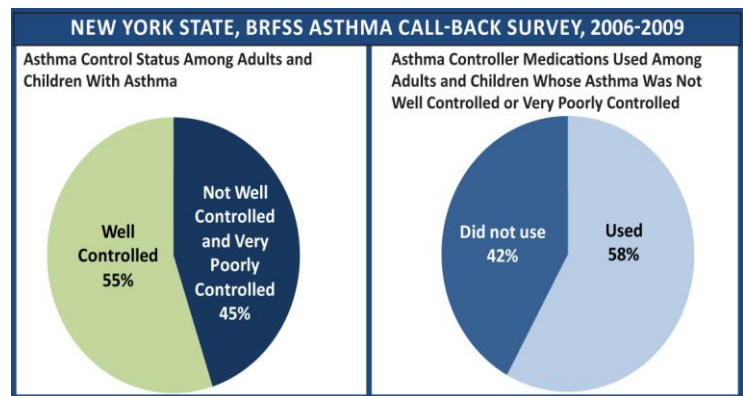 NEW YORK STATE, BRFSS ASTHMA CALL-BACK SURVEY, 2006-2009
Asthma Control Status Among Adults and
Children With Asthma
Well
Controlled
55%
Not Well
Controlled
and Very
Poorly
Controlled
45%
Asthma Controller Medications Used Among
Adults and Children Whose Asthma Was Not
Well Controlled or Very Poorly Controlled
Did not use
42%
Used
58%